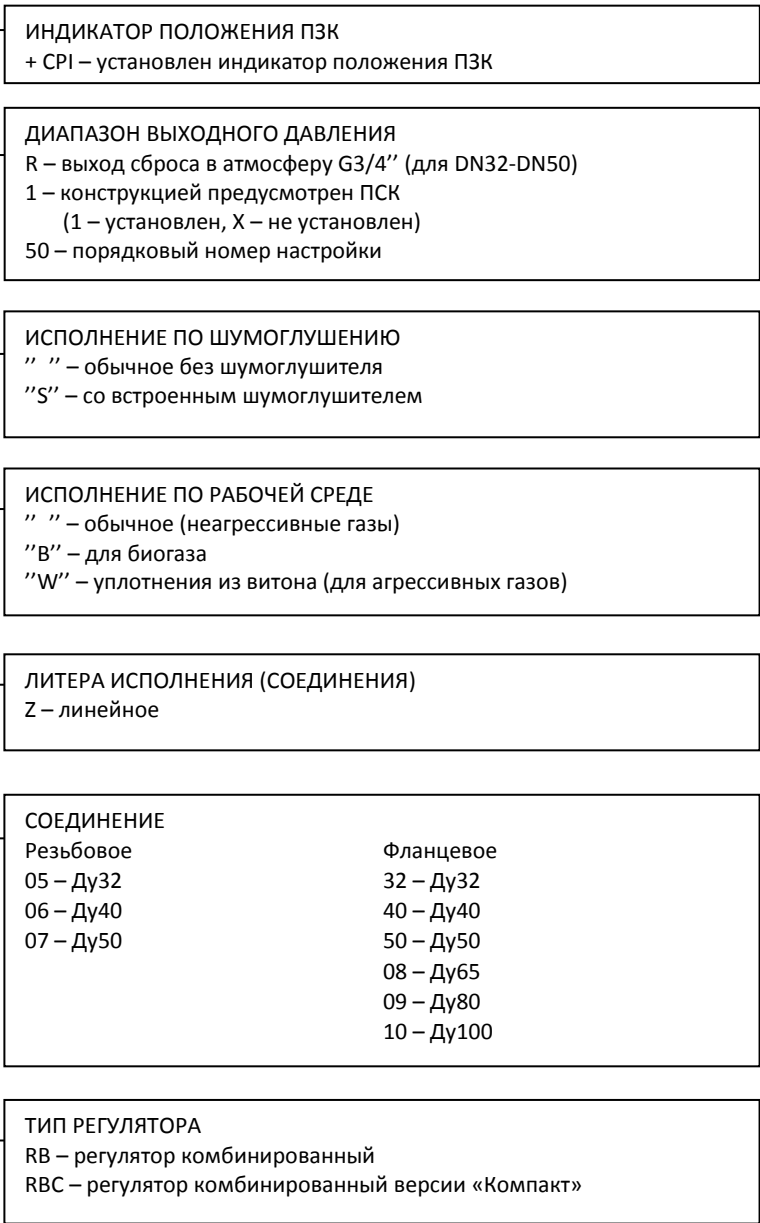 ИНДИКАТОР ПОЛОЖЕНИЯ ПЗК
+ CPI – установлен индикатор положения ПЗК
ДИАПАЗОН ВЫХОДНОГО ДАВЛЕНИЯ
R – выход сброса в атмосферу G3/4’’ (для DN32-DN50)
1 – конструкцией предусмотрен ПСК
(1 – установлен, X – не установлен)
50 – порядковый номер настройки
ИСПОЛНЕНИЕ ПО ШУМОГЛУШЕНИЮ
’’ ’’ – обычное без шумоглушителя
’’S’’ – со встроенным шумоглушителем
ИСПОЛНЕНИЕ ПО РАБОЧЕЙ СРЕДЕ
’’ ’’ – обычное (неагрессивные газы)
’’B’’ – для биогаза
’’W’’ – уплотнения из витона (для агрессивных газов)
ЛИТЕРА ИСПОЛНЕНИЯ (СОЕДИНЕНИЯ)
Z – линейное
СОЕДИНЕНИЕ
Резьбовое
05 – Ду32
06 – Ду40
07 – Ду50
Фланцевое
32 – Ду32
40 – Ду40
50 – Ду50
08 – Ду65
09 – Ду80
10 – Ду100
ТИП РЕГУЛЯТОРА
RB – регулятор комбинированный
RBC – регулятор комбинированный версии «Компакт»